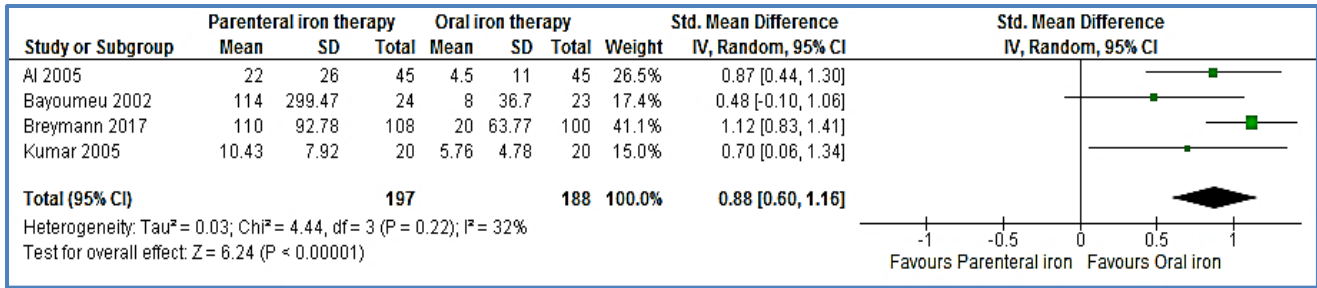 Parenteral iron therapy Oral iron therapy Std. Mean Difference Std. Mean Difference
Study or Subgroup Mean SD Total Mean SD Total Weight IV, Random, 95% CI IV, Random, 95% CI
Al 2005 22 26 45 4.5 11 45 26.5% 0.87 [0.44, 1.30]
Bayoumeu 2002 114 299.47 24 8 36.7 23 17.4% 0.48 [-0.10, 1.06]
Breymann 2017 110 92.78 108 20 63.77 100 41.1% 1.12 [0.83, 1.41]
Kumar 2005 10.43 7.92 20 5.76 4.78 20 15.0% 0.70 [0.06, 1.34]
Total (95% CI) 197 188 100.0% 0.88 [0.60, 1.16]
Heterogeneity: Tau² = 0.03; Chi² = 4.44, df = 3 (P = 0.22); I² = 32%
Test for overall effect: Z = 6.24 (P < 0.00001)
-1 -0.5 0 0.5 1
Favours Parenteral iron Favours Oral iron